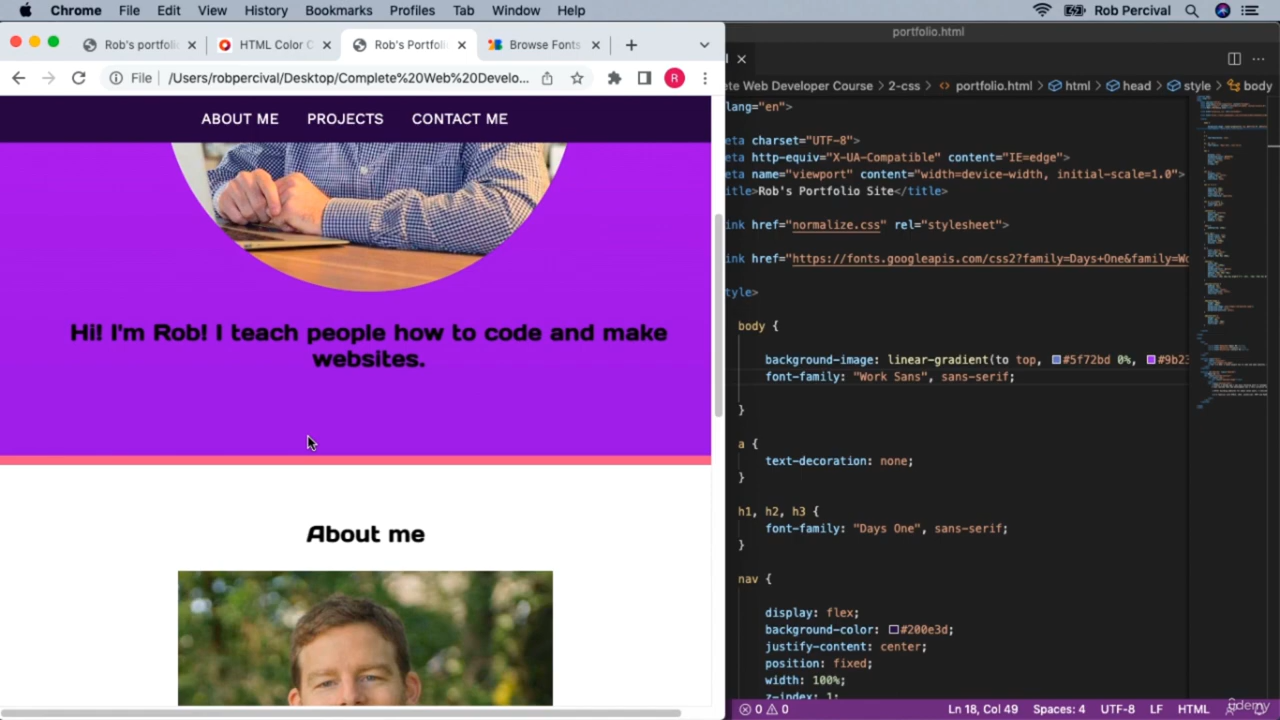 Chrome File Edit View History Bookmarks Profiles Tab Window Help Rob Percival
Rob's portfolio HTML Color C Rob's Portfoli Browse Fonts
File /Users/robpercival/Desktop/Complete%20Web%20Develo... R
ABOUT ME PROJECTS CONTACT ME
Hi! I'm Rob! I teach people how to code and make
websites.
About me
portfolio.html
ete Web Developer Course > 2-css > portfolio.html > html > head > style > body
lang="en">
eta charset="UTF-8">
eta http-equiv="X-UA-Compatible" content="IE=edge">
eta name="viewport" content="width=device-width, initial-scale=1.0">
itle>Rob's Portfolio Site</title>
ink href="normalize.css" rel="stylesheet">
ink href="https://fonts.googleapis.com/css2?family=Days+One&family=Wo
tyle>
body {
background-image: linear-gradient(to top, #5f72bd 0%, #9b23
font-family: "Work Sans", sans-serif;
}
a {
text-decoration: none;
}
h1, h2, h3 {
font-family: "Days One", sans-serif;
}
nav {
display: flex;
background-color: #200e3d;
justify-content: center;
position: fixed;
width: 100%;
z-index: 1;
0 0 Ln 18, Col 49 Spaces: 4 UTF-8 LF HTML
ûdemy